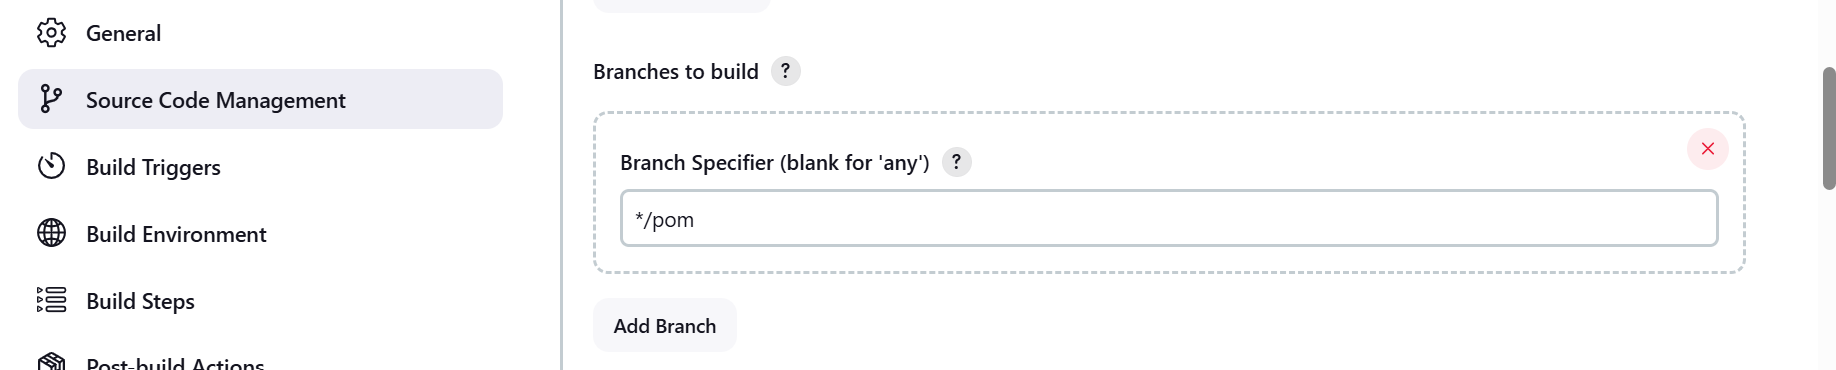 General
Source Code Management
Build Triggers
Build Environment
Build Steps
Post-build Actions
Branches to build ?
Branch Specifier (blank for 'any') ?
*/pom
Add Branch